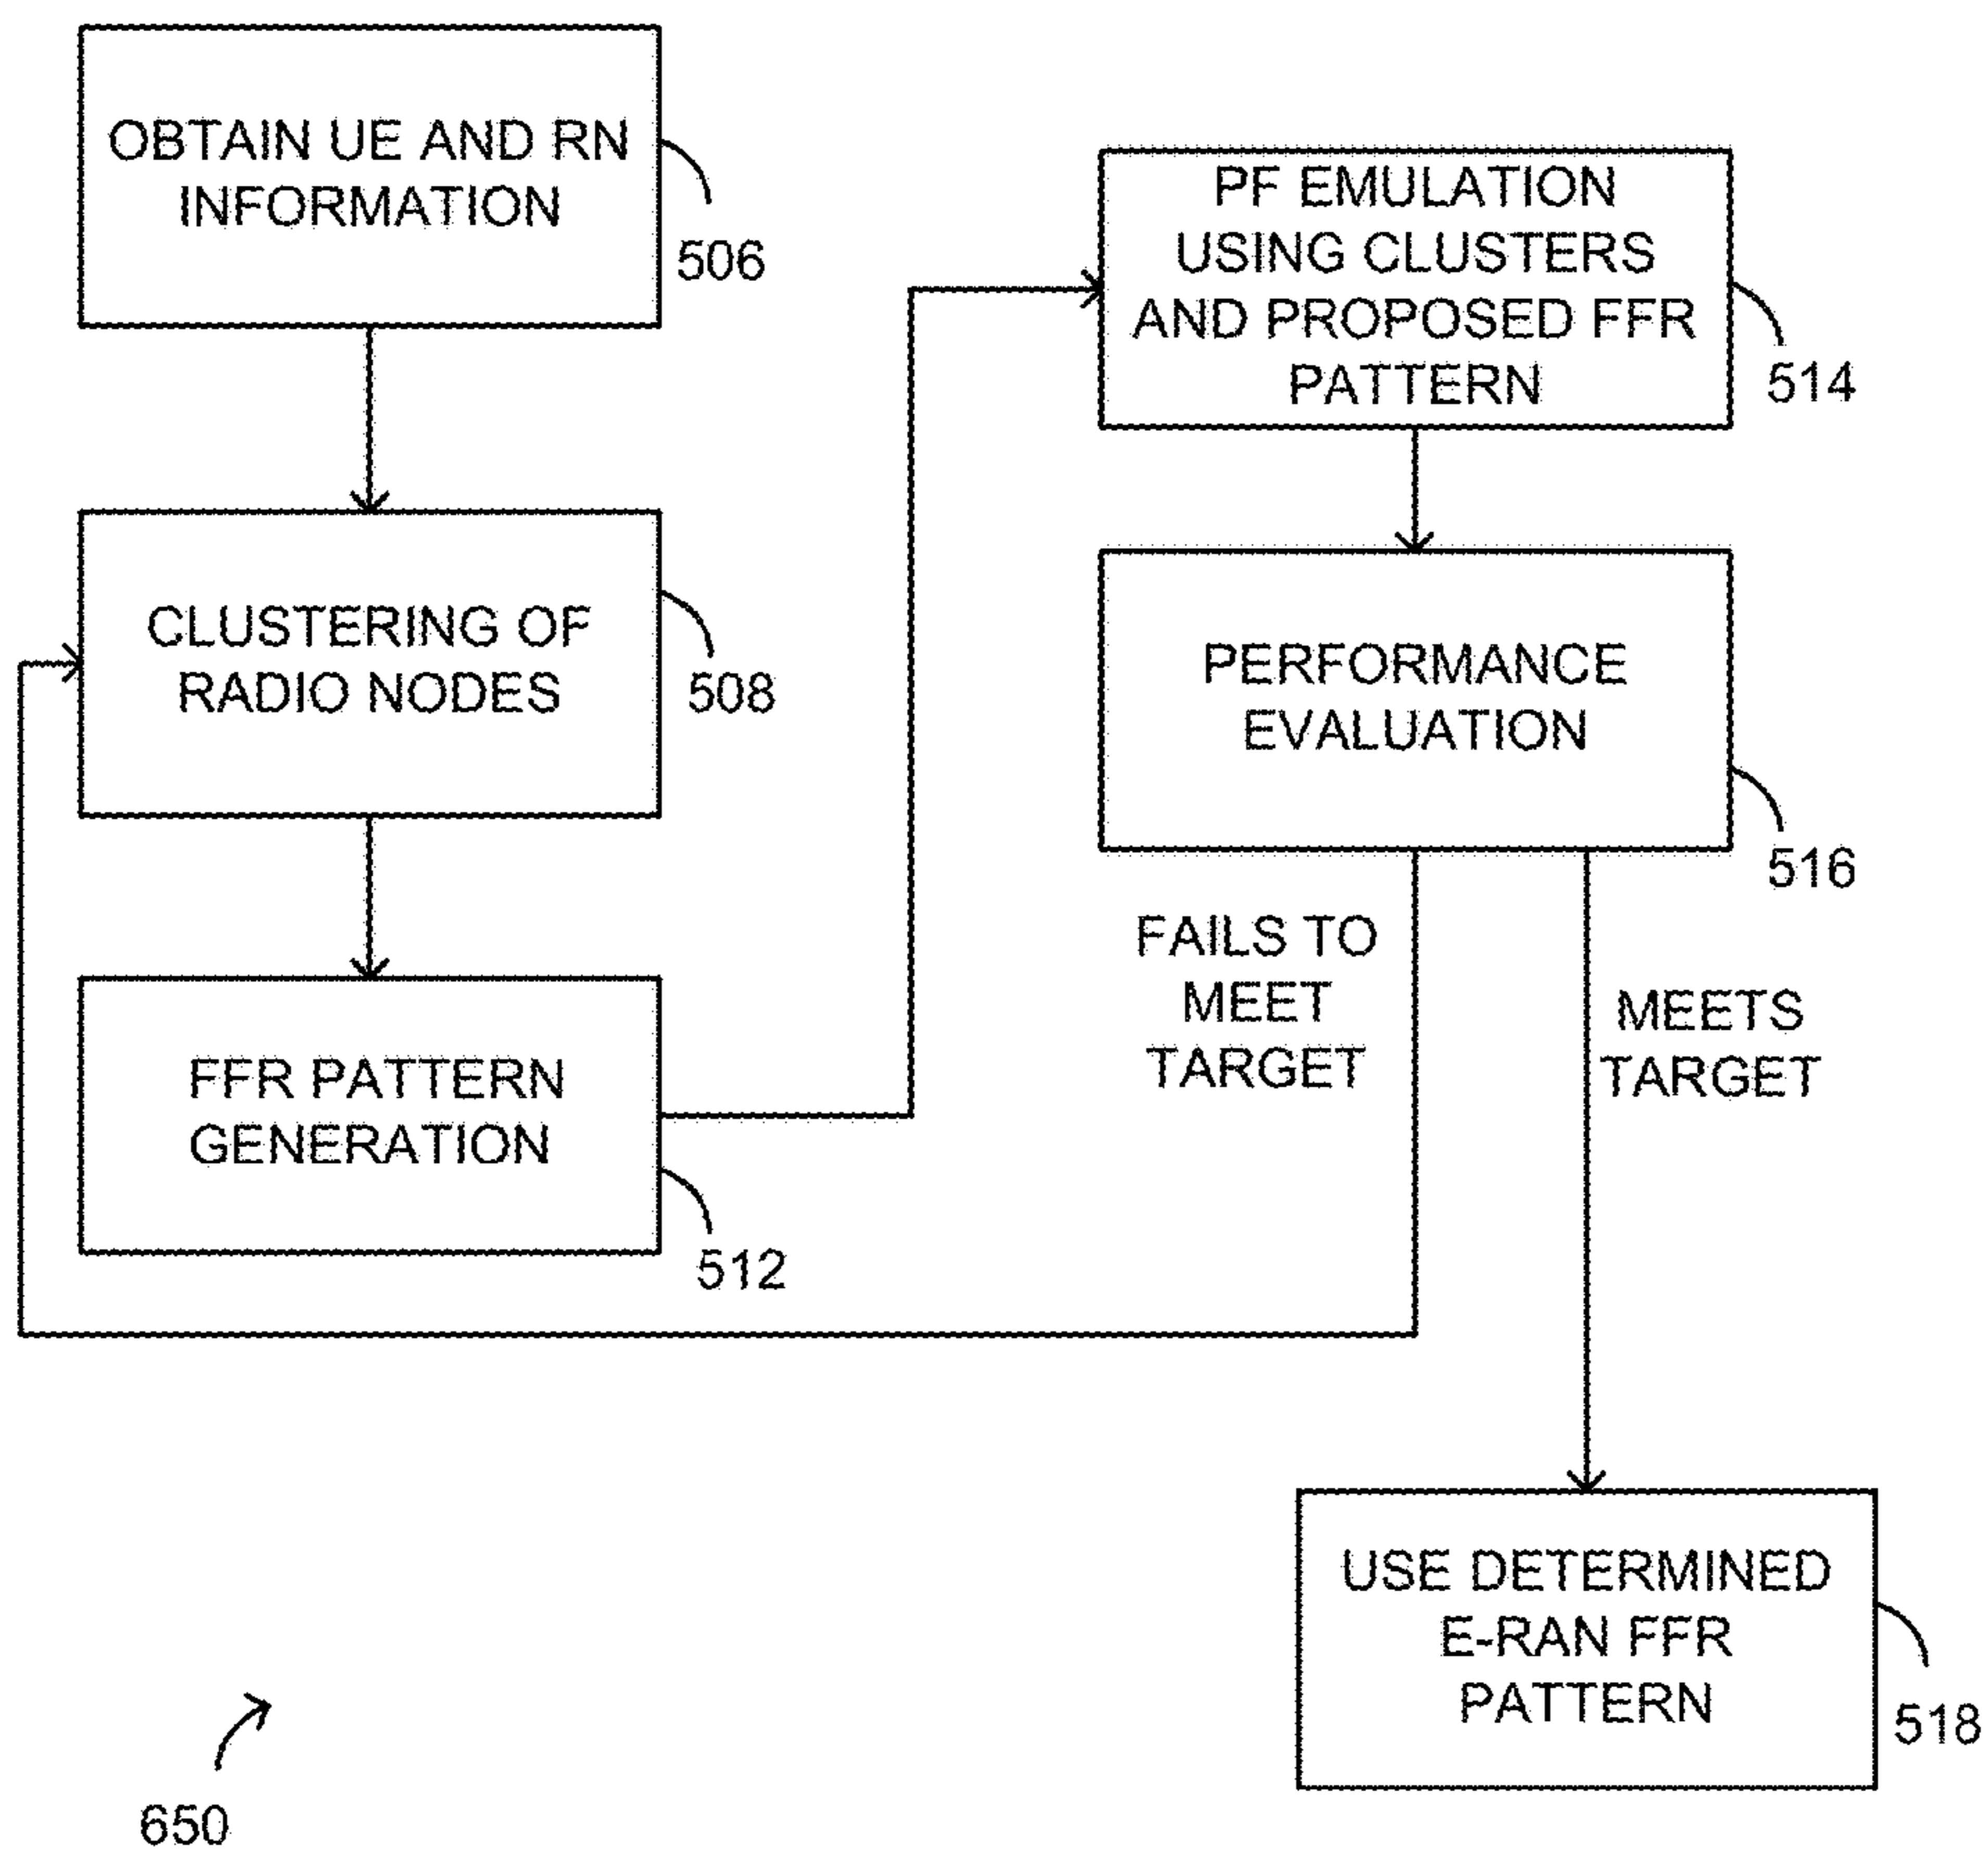 OBTAIN UE AND RN
INFORMATION
506
CLUSTERING OF
RADIO NODES
508
FFR PATTERN
GENERATION
512
PF EMULATION
USING CLUSTERS
AND PROPOSED FFR
PATTERN
514
PERFORMANCE
EVALUATION
516
FAILS TO
MEET
TARGET
MEETS
TARGET
USE DETERMINED
E-RAN FFR
PATTERN
518
650